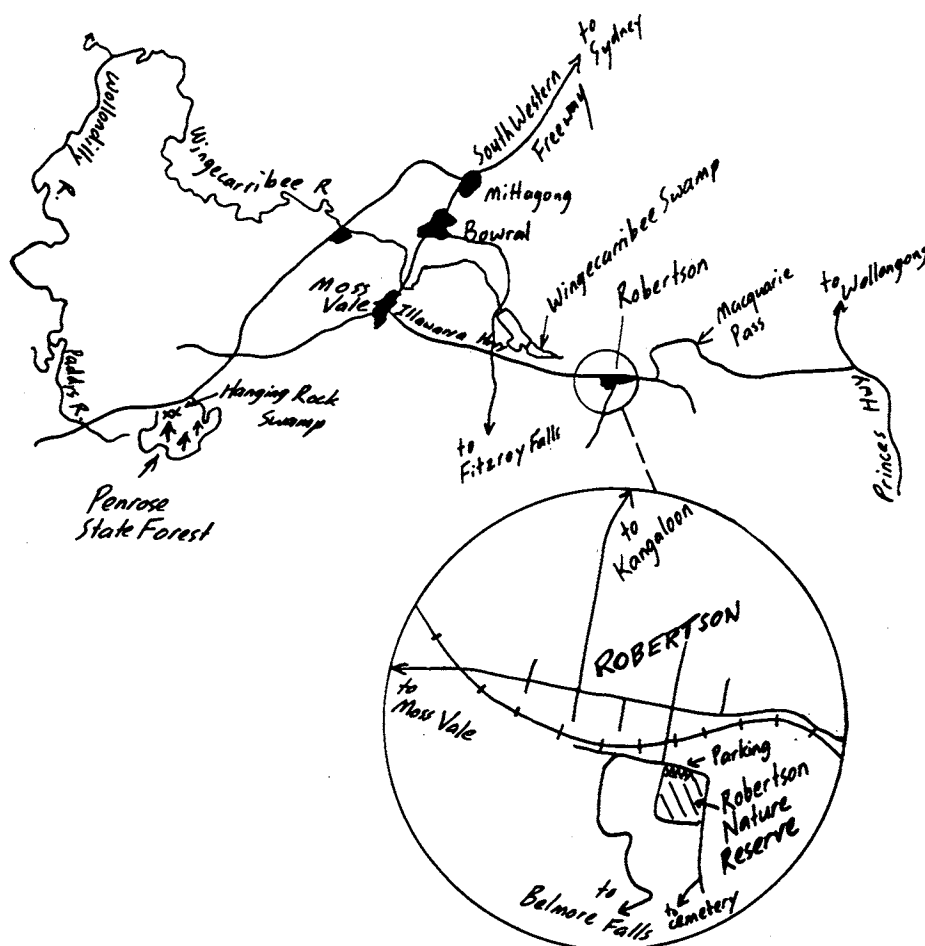 to
Sydney
South Western
Freeway
Wollondilly
R.
Wingecarribee R
Mittagong
Bowral
Wingecarribee Swamp
Robertson
Macquarie
Pass
to
Wollongong
Moss
Vale
Illawarra Hwy
Paddys R.
Hanging Rock
Swamp
to
Fitzroy Falls
Princes Hwy
Penrose
State Forest
to
Kangaloon
ROBERTSON
to
Moss Vale
Parking
Robertson
Nature
Reserve
to
Belmore Falls
to
cemetery